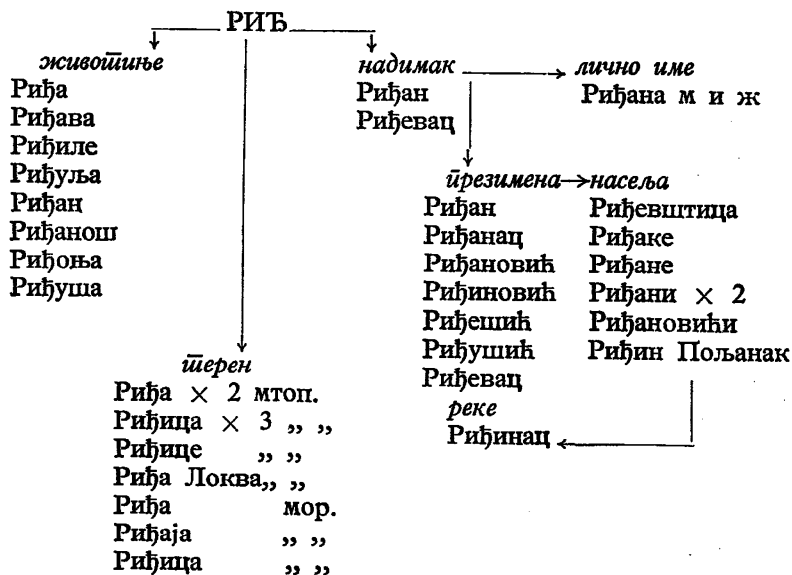 РИЂ
животиње
Риђа
Риђава
Риђиле
Риђуља
Риђан
Риђанош
Риђоња
Риђуша
надимак → лично име
Риђан Риђана м и ж
Риђевац
презимена→насеља
Риђан Риђевштица
Риђанац Риђаке
Риђановић Риђане
Риђиновић Риђани × 2
Риђешић Риђановићи
Риђушић Риђин Пољанак
Риђевац
реке
Риђинац
терен
Риђа × 2 мтоп.
Риђица × 3 „ „
Риђице „ „
Риђа Локва„ „
Риђа мор.
Риђаја „ „
Риђица „ „